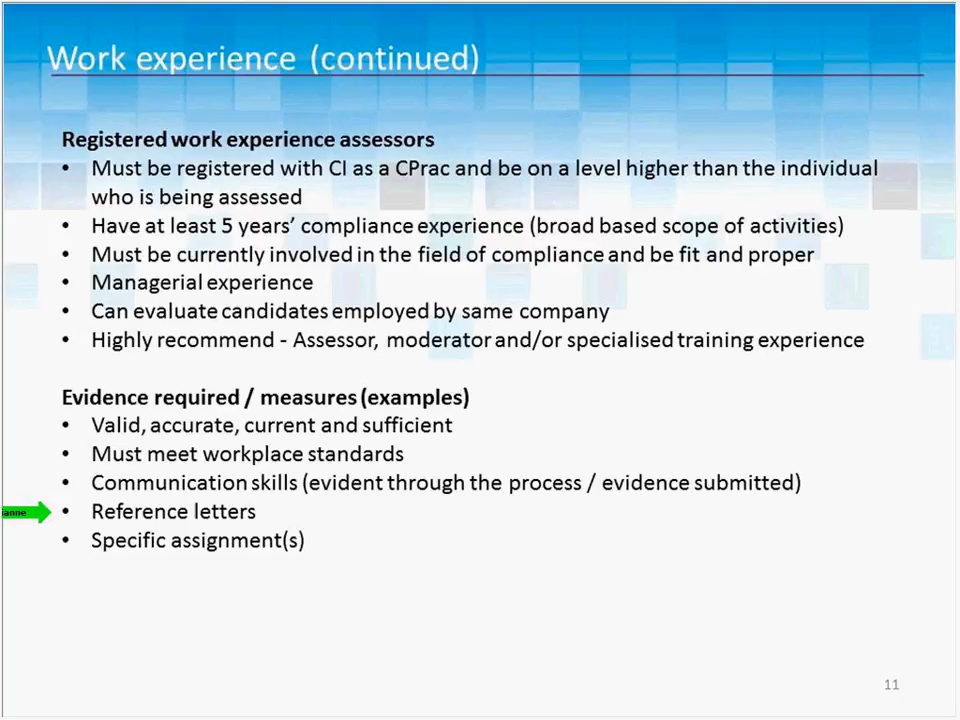 Work experience (continued)
Registered work experience assessors
• Must be registered with CI as a CPrac and be on a level higher than the individual
who is being assessed
• Have at least 5 years’ compliance experience (broad based scope of activities)
• Must be currently involved in the field of compliance and be fit and proper
• Managerial experience
• Can evaluate candidates employed by same company
• Highly recommend - Assessor, moderator and/or specialised training experience
Evidence required / measures (examples)
• Valid, accurate, current and sufficient
• Must meet workplace standards
• Communication skills (evident through the process / evidence submitted)
• Reference letters
• Specific assignment(s)
11